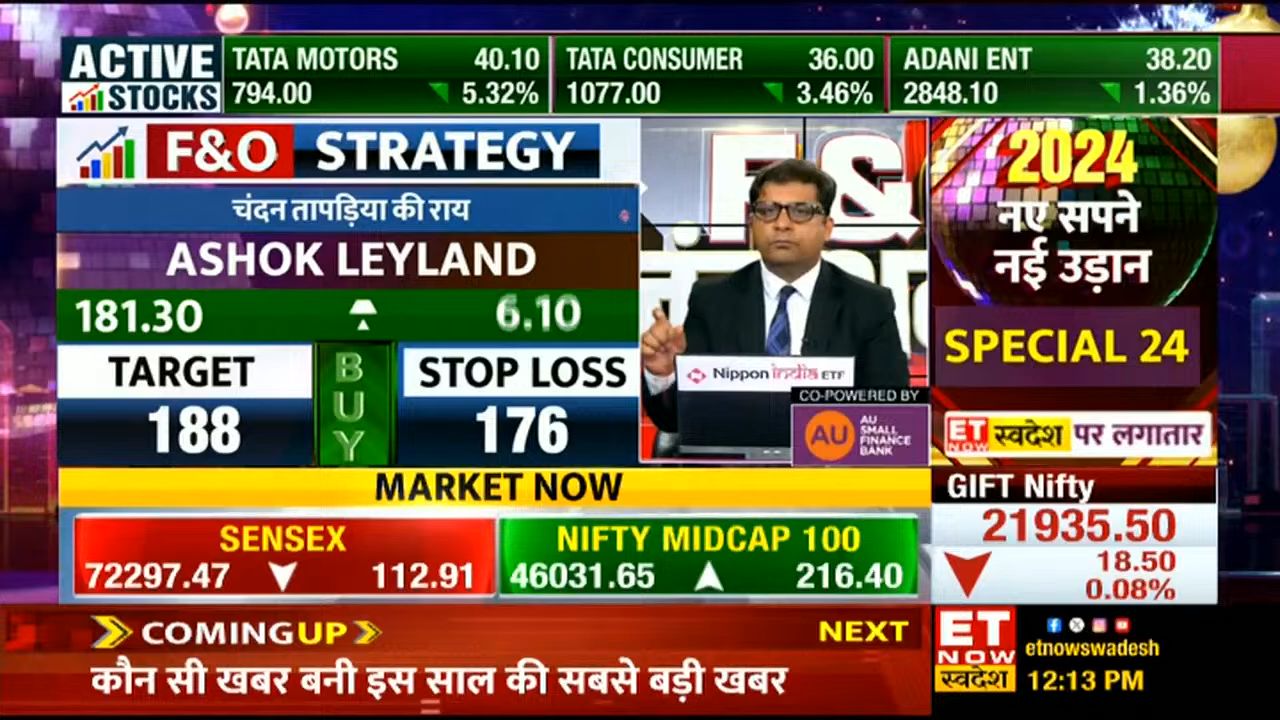 ACTIVE
STOCKS
TATA MOTORS 40.10
794.00 5.32%
TATA CONSUMER 36.00
1077.00 3.46%
ADANI ENT 38.20
2848.10 1.36%
F&O STRATEGY
चंदन तापड़िया की राय
ASHOK LEYLAND
181.30 6.10
TARGET
188
BUY
STOP LOSS
176
F&
Nippon india ETF
CO-POWERED BY
AU
AU
SMALL
FINANCE
BANK
2024
नए सपने
नई उड़ान
SPECIAL 24
ET NOW स्वदेश पर लगातार
MARKET NOW
SENSEX
72297.47 112.91
NIFTY MIDCAP 100
46031.65 216.40
GIFT Nifty
21935.50
18.50
0.08%
COMING UP
NEXT
कौन सी खबर बनी इस साल की सबसे बड़ी खबर
ET
NOW
स्वदेश
etnowswadesh
12:13 PM